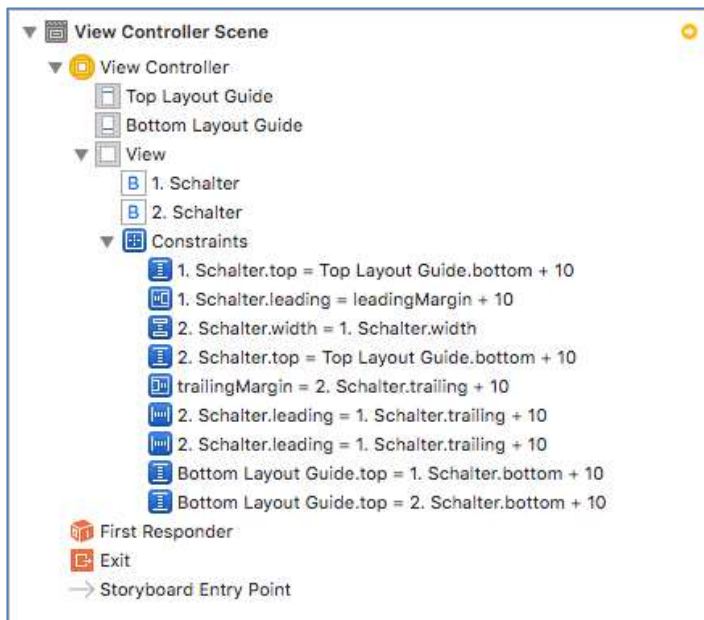 View Controller Scene
View Controller
Top Layout Guide
Bottom Layout Guide
View
B 1. Schalter
B 2. Schalter
Constraints
1. Schalter.top = Top Layout Guide.bottom + 10
1. Schalter.leading = leadingMargin + 10
2. Schalter.width = 1. Schalter.width
2. Schalter.top = Top Layout Guide.bottom + 10
trailingMargin = 2. Schalter.trailing + 10
2. Schalter.leading = 1. Schalter.trailing + 10
2. Schalter.leading = 1. Schalter.trailing + 10
Bottom Layout Guide.top = 1. Schalter.bottom + 10
Bottom Layout Guide.top = 2. Schalter.bottom + 10
First Responder
Exit
Storyboard Entry Point